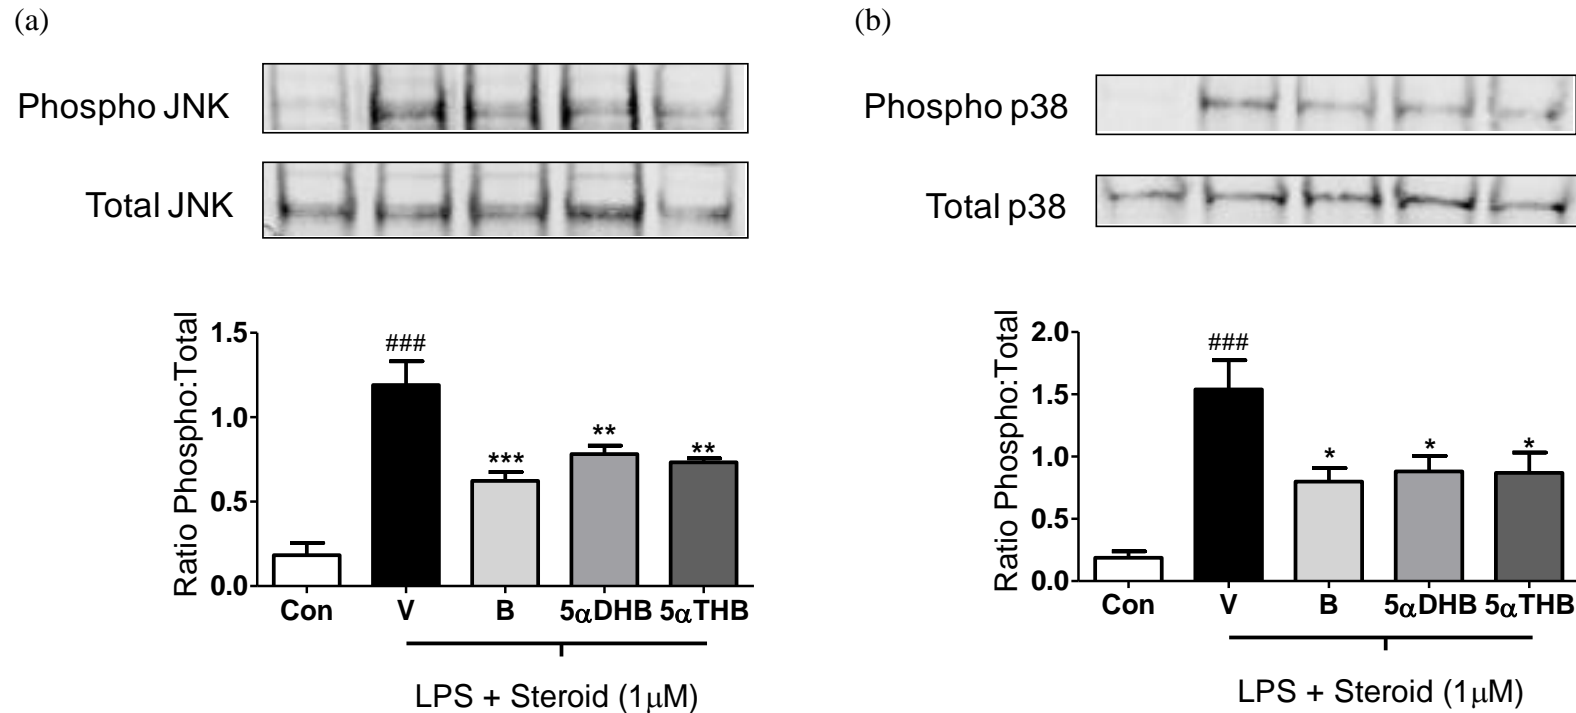 (a)
Phospho JNK
Total JNK
Ratio Phospho:Total
1.5
1.0
0.5
0.0
###
***
**
**
Con V B 5αDHB 5αTHB
LPS + Steroid (1μM)
(b)
Phospho p38
Total p38
Ratio Phospho:Total
2.0
1.5
1.0
0.5
0.0
###
*
*
*
Con V B 5αDHB 5αTHB
LPS + Steroid (1μM)